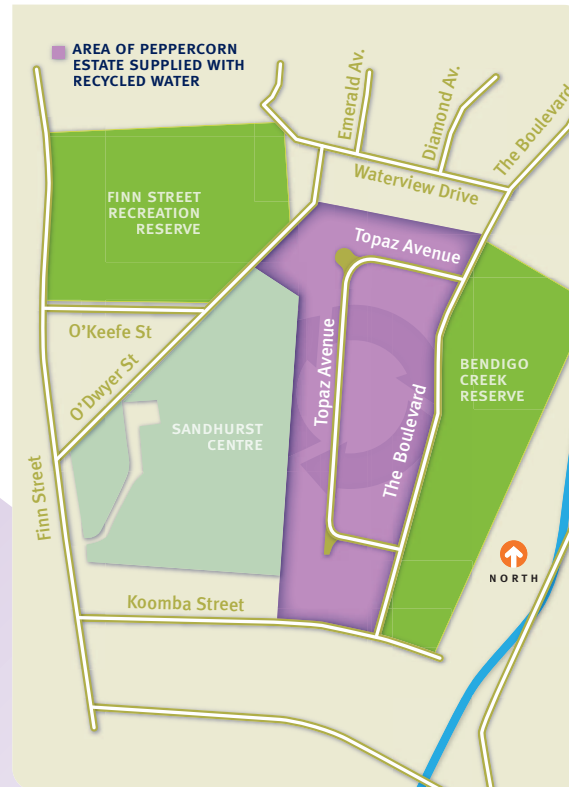 AREA OF PEPPERCORN
ESTATE SUPPLIED WITH
RECYCLED WATER
Emerald Av.
Diamond Av.
The Boulevard
Waterview Drive
FINN STREET
RECREATION
RESERVE
Topaz Avenue
O'Keefe St
Topaz Avenue
BENDIGO
CREEK
RESERVE
O'Dwyer St
The Boulevard
SANDHURST
CENTRE
Finn Street
NORTH
Koomba Street